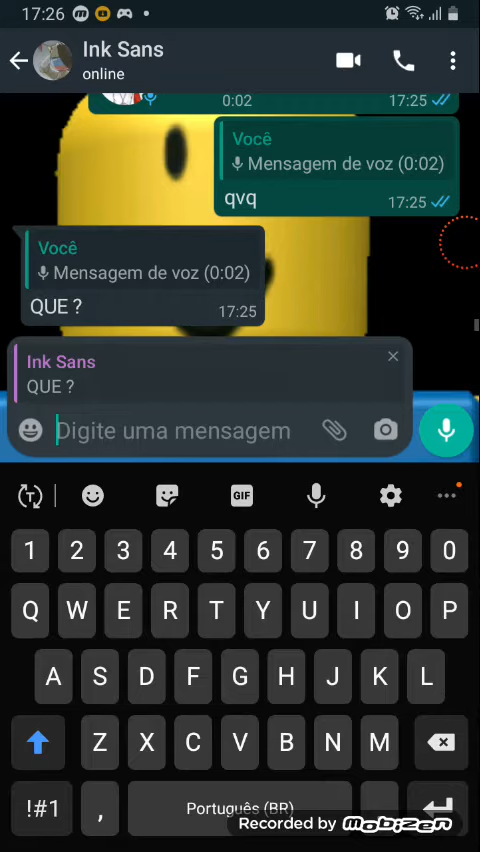 17:26
Ink Sans
online
0:02 17:25
Você
Mensagem de voz (0:02)
qvq 17:25
Você
Mensagem de voz (0:02)
QUE ? 17:25
Ink Sans
QUE ?
Digite uma mensagem
T GIF
1 2 3 4 5 6 7 8 9 0
Q W E R T Y U I O P
A S D F G H J K L
Z X C V B N M
!#1 , Português (BR)
Recorded by Mobizen